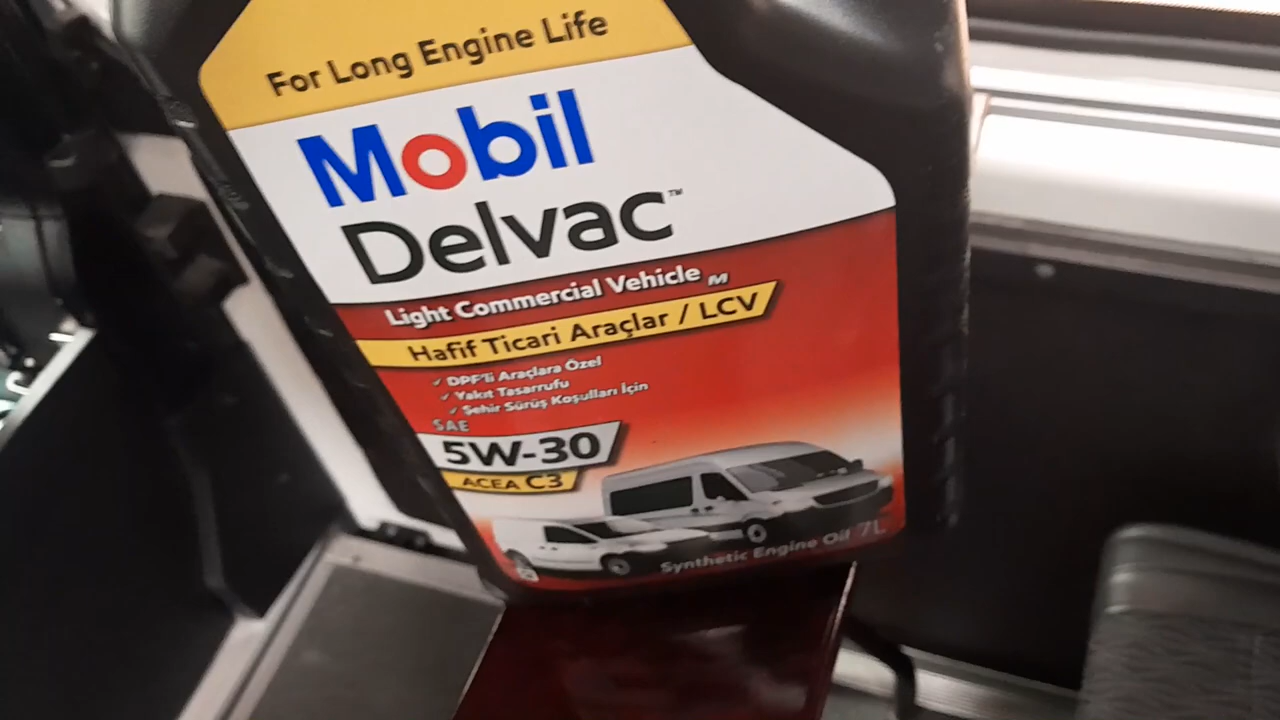 For Long Engine Life
Mobil
Delvac™
Light Commercial Vehicle M
Hafif Ticari Araçlar / LCV
✓ DPF'li Araçlara Özel
✓ Yakıt Tasarrufu
✓ Şehir Sürüş Koşulları İçin
SAE
5W-30
ACEA C3
Synthetic Engine Oil 7L